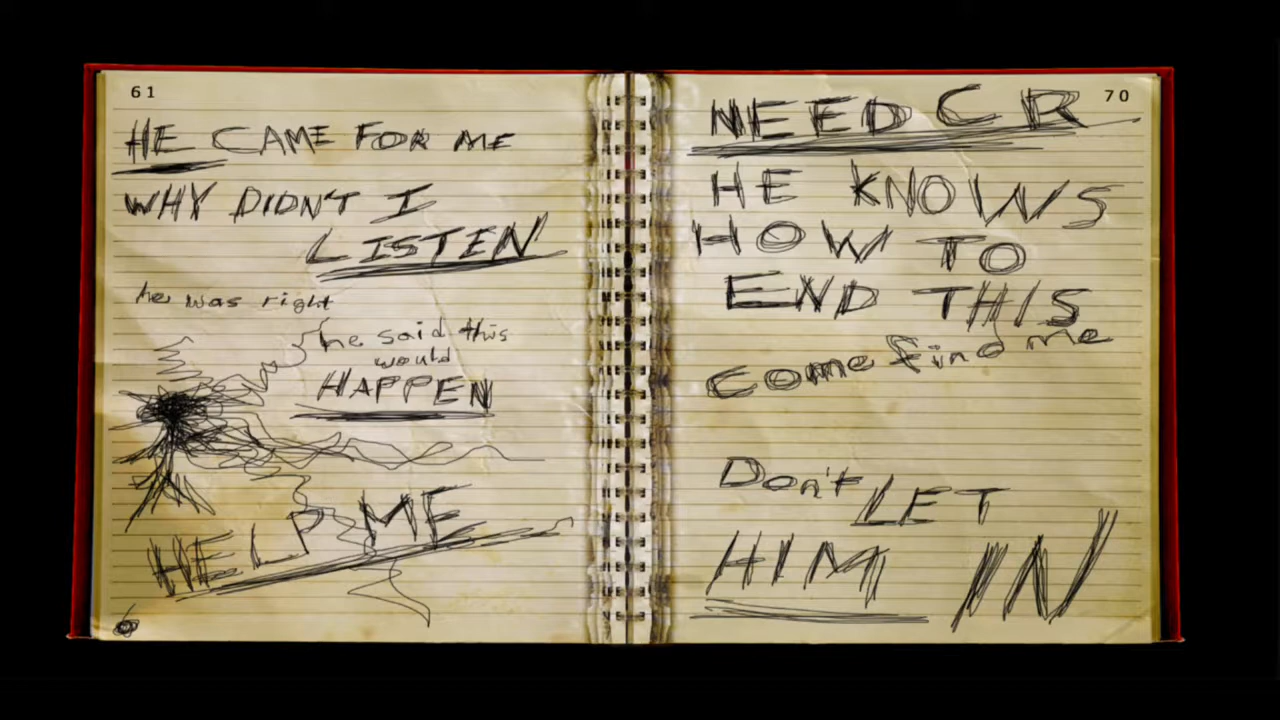 61
HE CAME FOR ME
WHY DIDN'T I
LISTEN
he was right
he said this
would
HAPPEN
HELP ME
70
NEED CR
HE KNOWS
HOW TO
END THIS
come find me
Don't LET
HIM IN